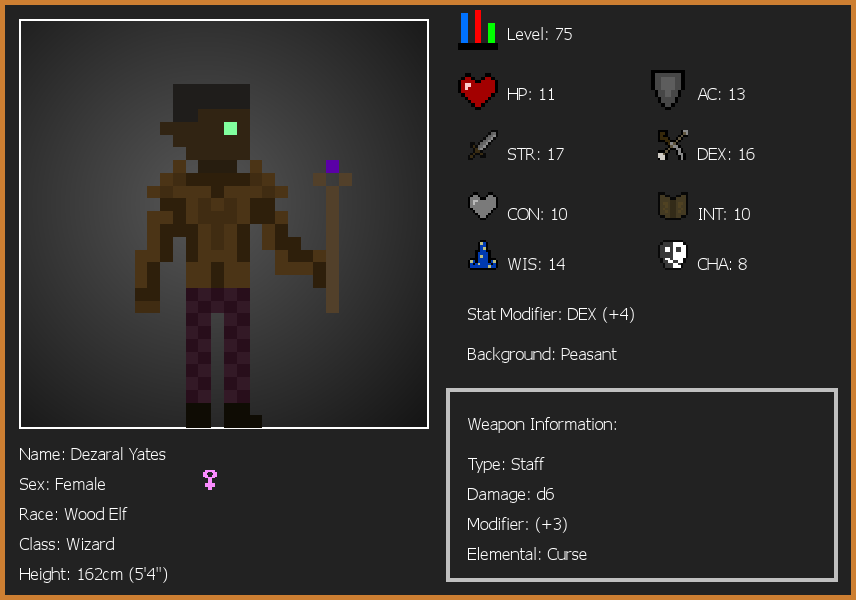 Level: 75
HP: 11
AC: 13
STR: 17
DEX: 16
CON: 10
INT: 10
WIS: 14
CHA: 8
Stat Modifier: DEX (+4)
Background: Peasant
Weapon Information:
Type: Staff
Damage: d6
Modifier: (+3)
Elemental: Curse
Name: Dezaral Yates
Sex: Female
Race: Wood Elf
Class: Wizard
Height: 162cm (5'4")